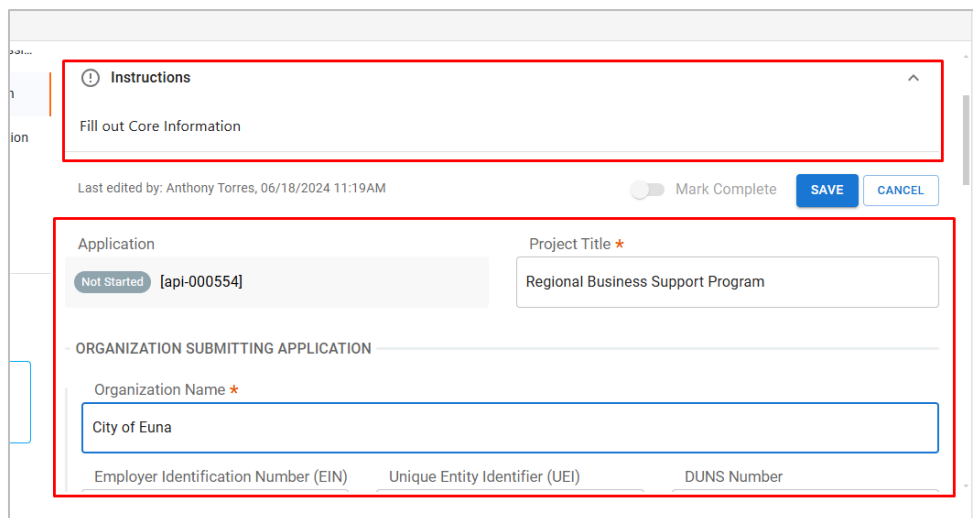 Instructions
Fill out Core Information
ion
Last edited by: Anthony Torres, 06/18/2024 11:19AM
Mark Complete
SAVE
CANCEL
Application
Project Title *
Not Started [api-000554]
Regional Business Support Program
ORGANIZATION SUBMITTING APPLICATION
Organization Name *
City of Euna
Employer Identification Number (EIN)
Unique Entity Identifier (UEI)
DUNS Number